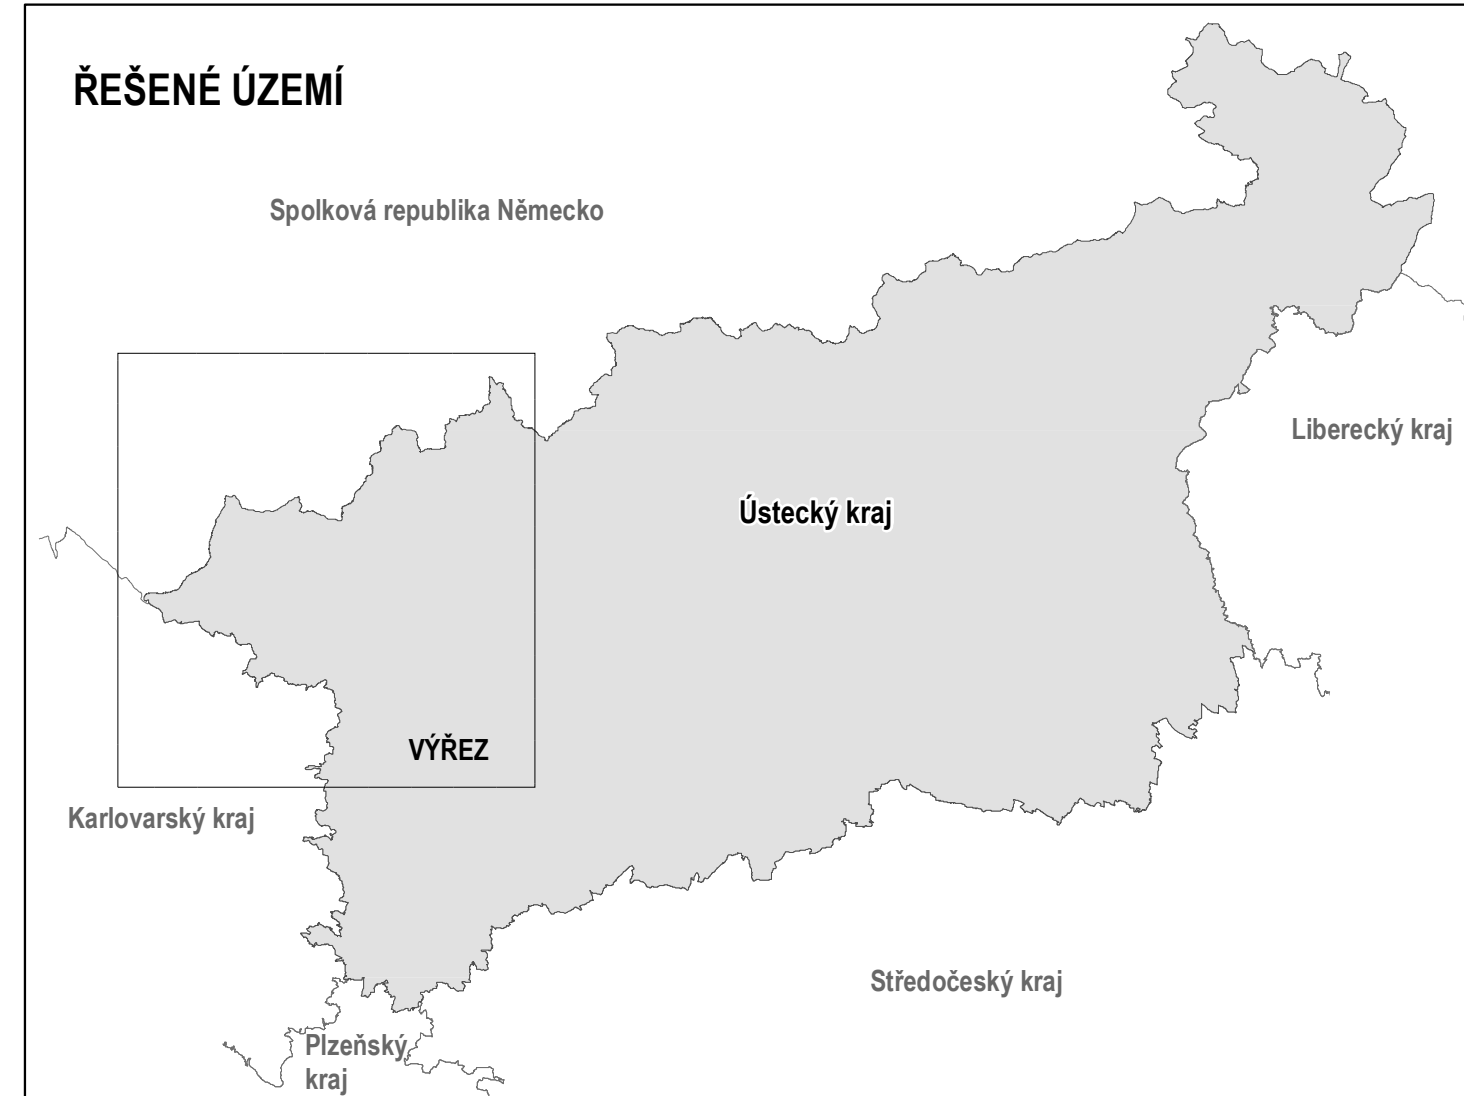 ŘEŠENÉ ÚZEMÍ
Spolková republika Německo
Liberecký kraj
Ústecký kraj
VÝŘEZ
Karlovarský kraj
Středočeský kraj
Plzeňský
kraj